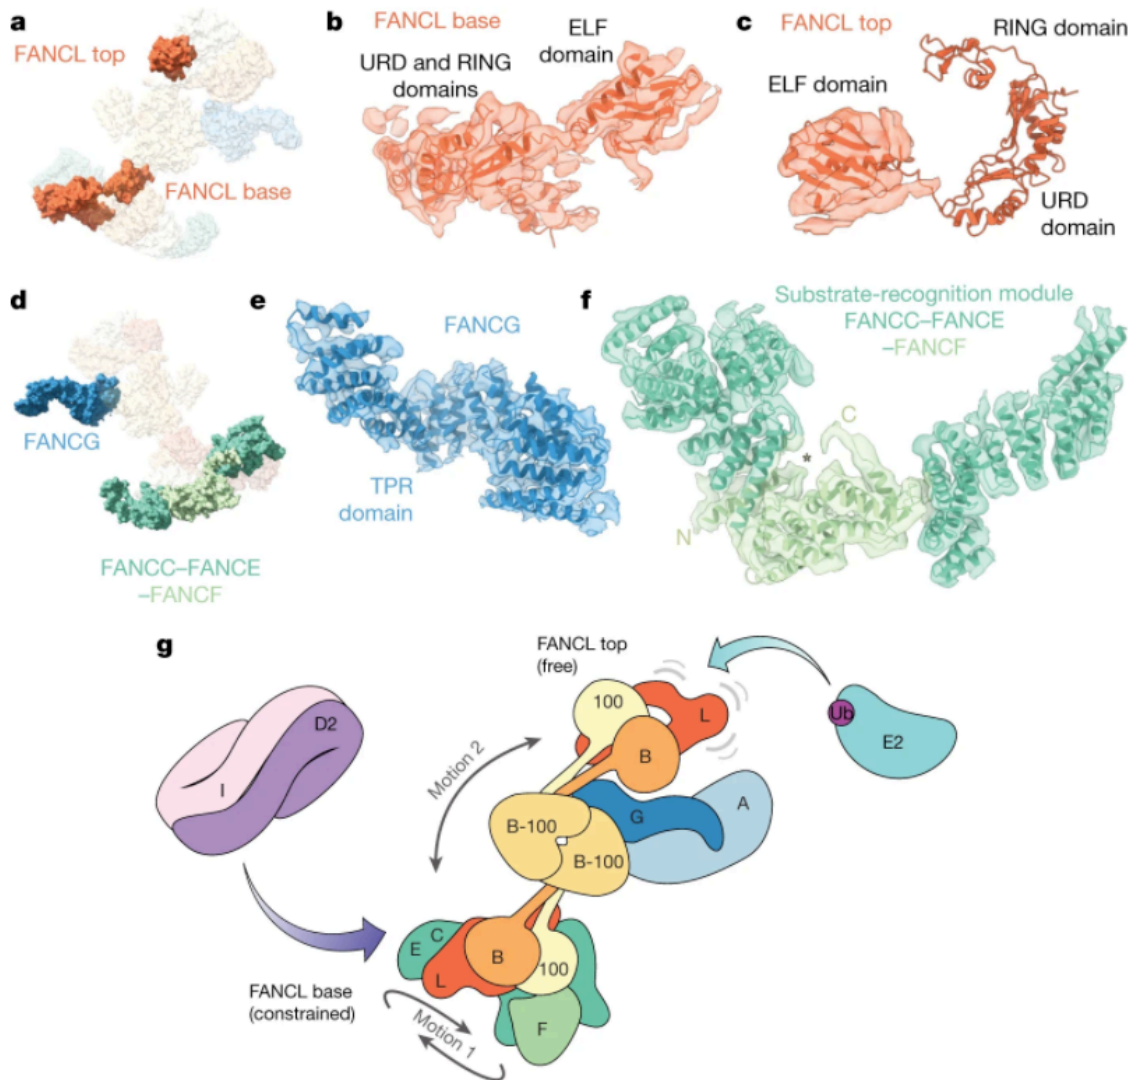 a
FANCL top
FANCL base
b
FANCL base
URD and RING
domains
ELF
domain
c
FANCL top
RING domain
ELF domain
URD
domain
d
FANCG
FANCC–FANCE
–FANCF
e
FANCG
TPR
domain
f
Substrate-recognition module
FANCC–FANCE
–FANCF
C
*
N
g
FANCL top
(free)
D2
I
100
L
B
Ub
E2
Motion 2
A
G
B-100
B-100
E
C
L
B
100
F
FANCL base
(constrained)
Motion 1